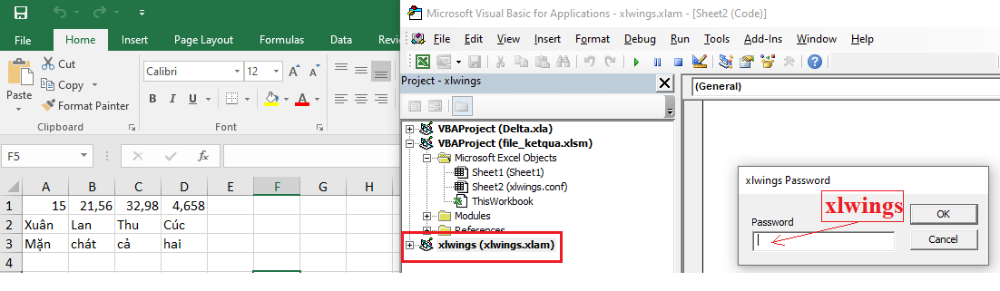 File Home Insert Page Layout Formulas Data Rev
Cut
Copy
Format Painter
Paste
Clipboard
Calibri 12 A A
B I U A
Font
F5
A B C D E F G H
1 15 21,56 32,98 4,658
2 Xuân Lan Thu Cúc
3 Mặn chát cả hai
4
Microsoft Visual Basic for Applications - xlwings.xlam - [Sheet2 (Code)]
File Edit View Insert Format Debug Run Tools Add-Ins Window Help
Project - xlwings
VBAProject (Delta.xla)
VBAProject (file_ketqua.xlsm)
Microsoft Excel Objects
Sheet1 (Sheet1)
Sheet2 (xlwings.conf)
ThisWorkbook
Modules
References
xlwings (xlwings.xlam)
(General)
xlwings Password
xlwings
Password
OK
Cancel